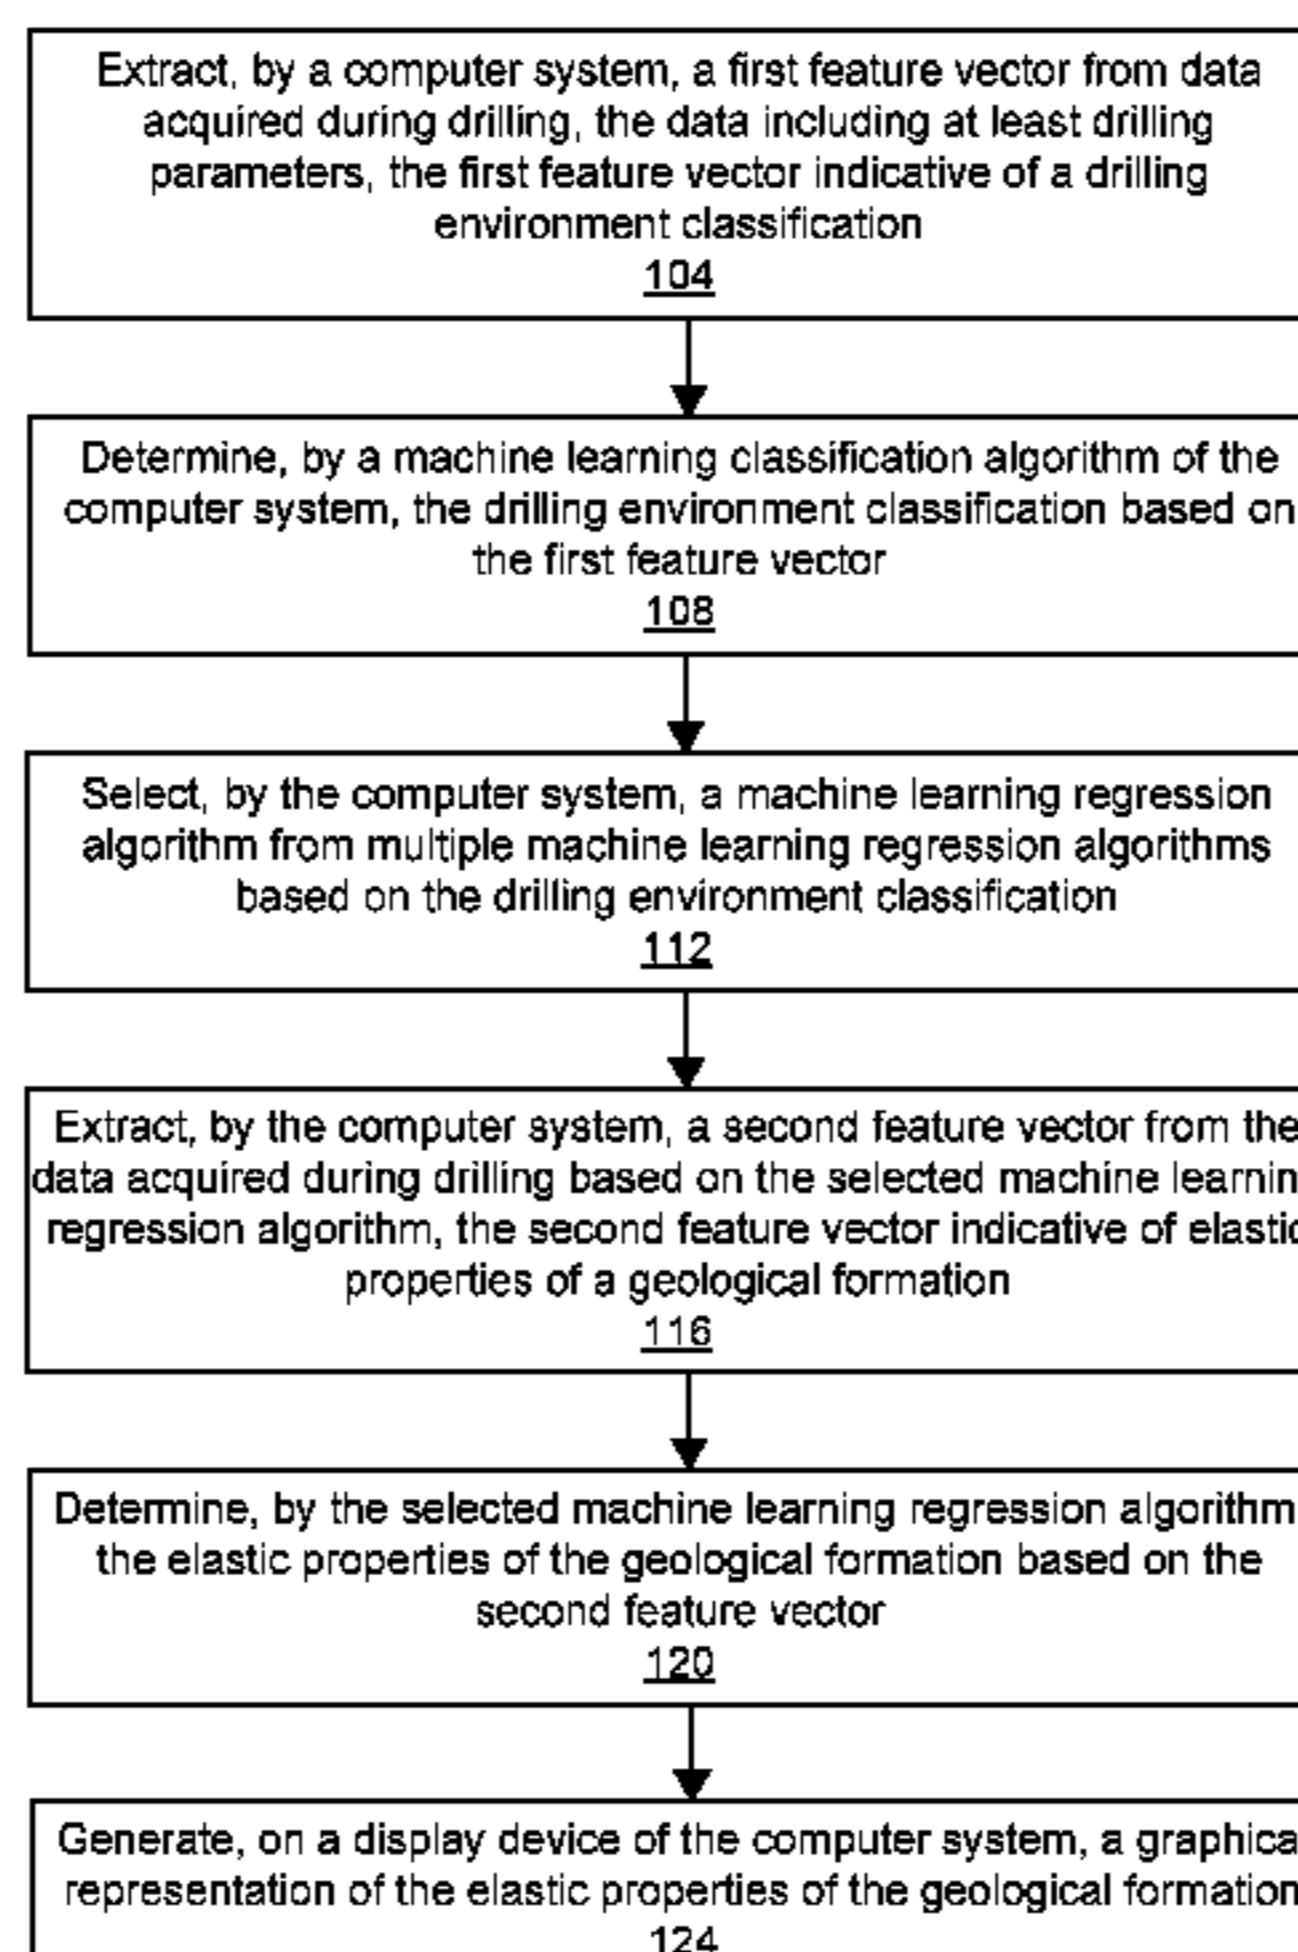 Extract, by a computer system, a first feature vector from data
acquired during drilling, the data including at least drilling
parameters, the first feature vector indicative of a drilling
environment classification
104
Determine, by a machine learning classification algorithm of the
computer system, the drilling environment classification based on
the first feature vector
108
Select, by the computer system, a machine learning regression
algorithm from multiple machine learning regression algorithms
based on the drilling environment classification
112
Extract, by the computer system, a second feature vector from the
data acquired during drilling based on the selected machine learnin
regression algorithm, the second feature vector indicative of elastic
properties of a geological formation
116
Determine, by the selected machine learning regression algorithm
the elastic properties of the geological formation based on the
second feature vector
120
Generate, on a display device of the computer system, a graphica
representation of the elastic properties of the geological formation
124